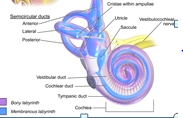 Cristae within ampullae
Semicircular ducts
Anterior
Lateral
Posterior
Utricle
Saccule
Vestibulocochlear
nerve
Vestibular duct
Cochlear duct
Tympanic duct
Cochlea
Bony labyrinth
Membranous labyrinth